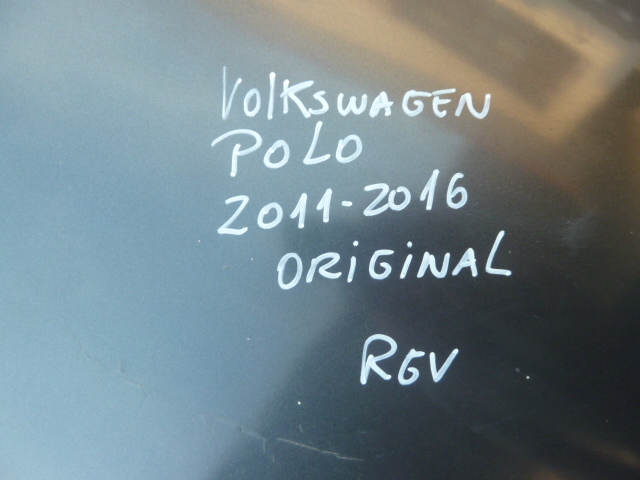 VolKSWAGEN
POLO
2011-2016
ORiGiNAL
RGV